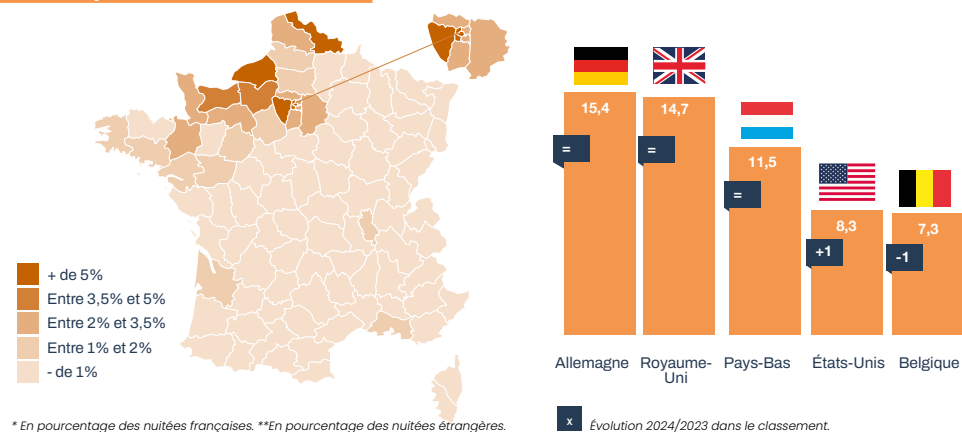 15,4
14,7
11,5
8,3
7,3
=
=
=
+1
-1
Allemagne
Royaume-
Uni
Pays-Bas
États-Unis
Belgique
+ de 5%
Entre 3,5% et 5%
Entre 2% et 3,5%
Entre 1% et 2%
- de 1%
* En pourcentage des nuitées françaises. **En pourcentage des nuitées étrangères.
x Évolution 2024/2023 dans le classement.